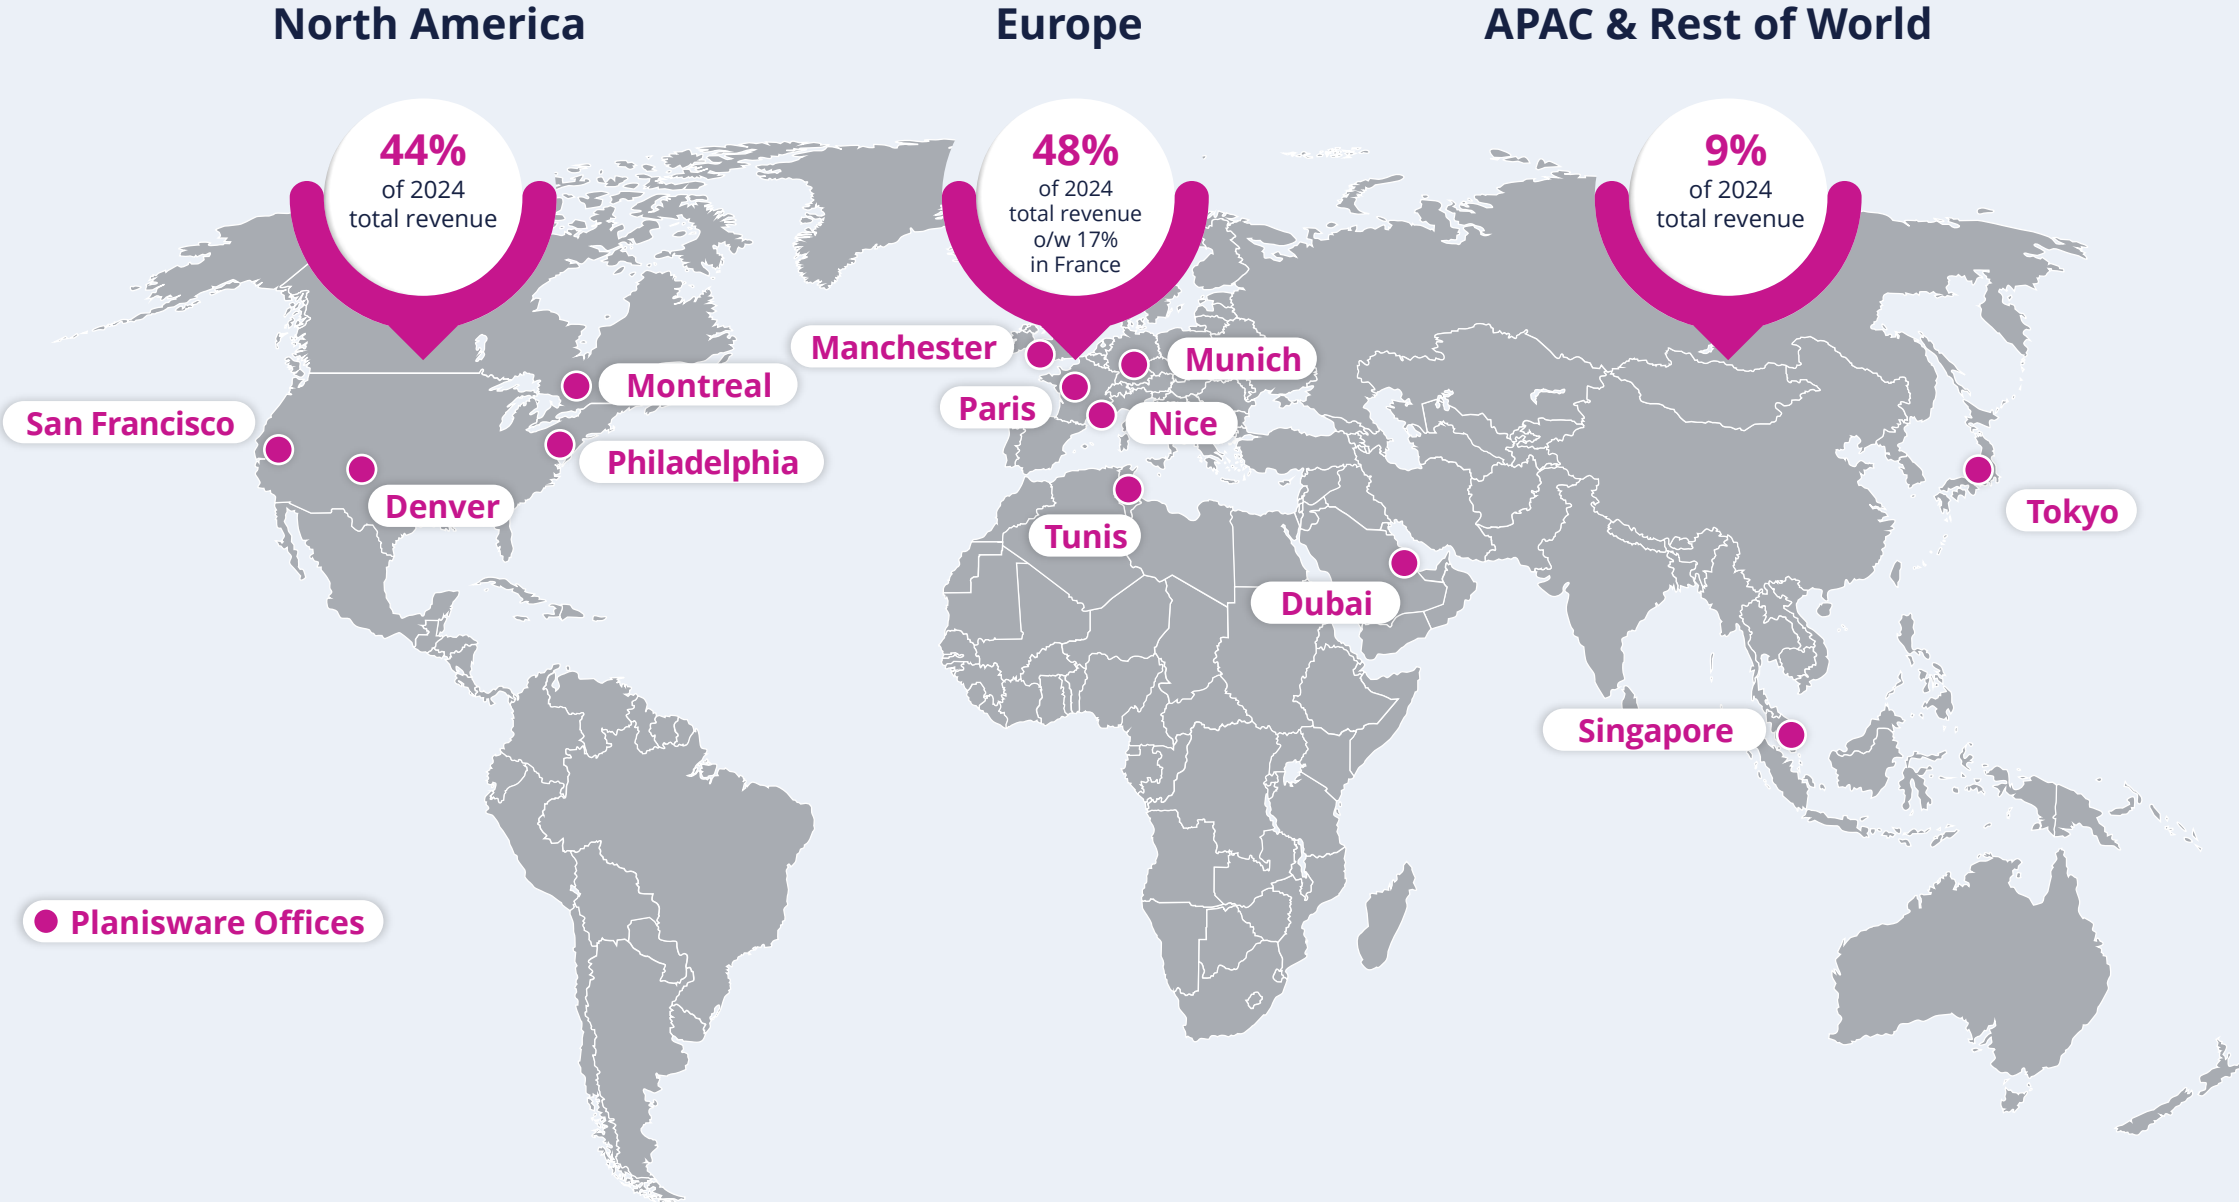 North America
Europe
APAC & Rest of World
44%
of 2024
total revenue
48%
of 2024
total revenue
o/w 17%
in France
9%
of 2024
total revenue
Manchester
Munich
Montreal
Paris
San Francisco
Nice
Philadelphia
Denver
Tokyo
Tunis
Dubai
Singapore
Planisware Offices